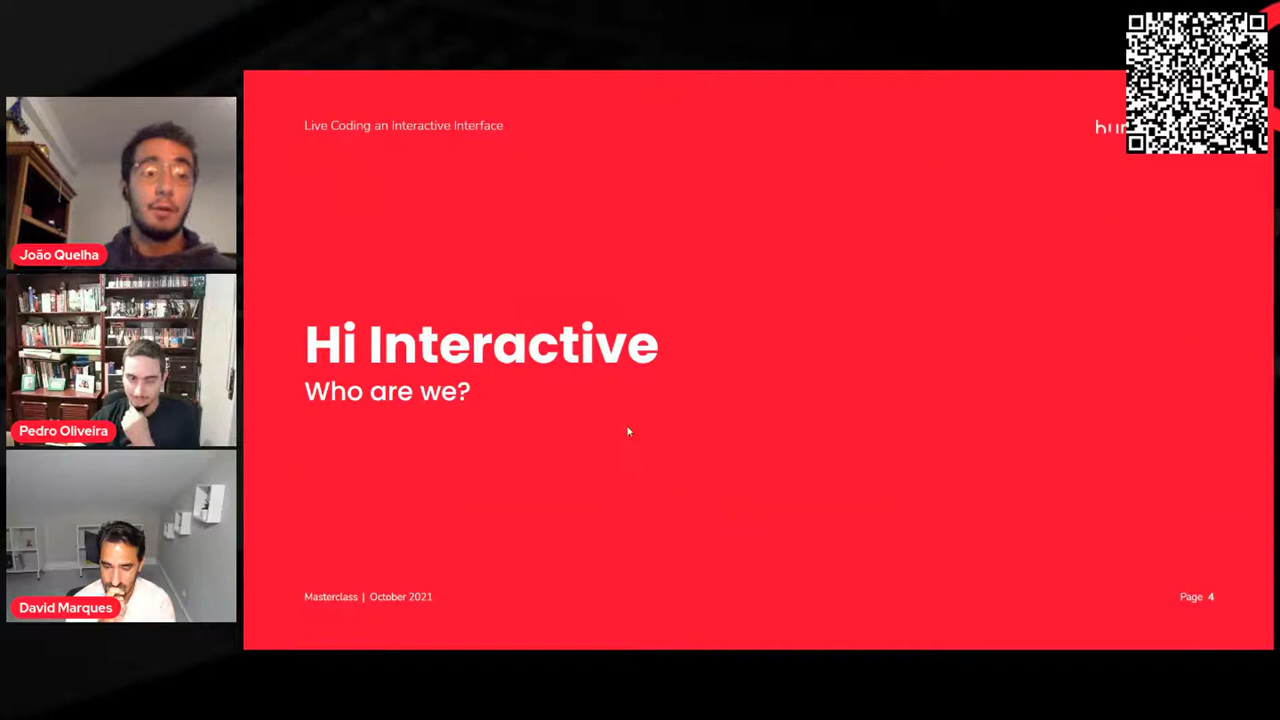 Live Coding an Interactive Interface
João Quelha
Hi Interactive
Who are we?
Pedro Oliveira
Masterclass | October 2021
Page 4
David Marques